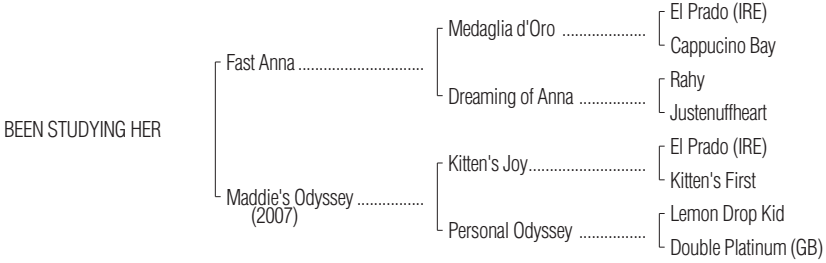 El Prado (IRE)
Medaglia d'Oro ....................
Cappucino Bay
Fast Anna .............................
Rahy
Dreaming of Anna ................
Justenuffheart
BEEN STUDYING HER
El Prado (IRE)
Kitten's Joy............................
Kitten's First
Maddie's Odyssey ................
(2007)
Lemon Drop Kid
Personal Odyssey ................
Double Platinum (GB)